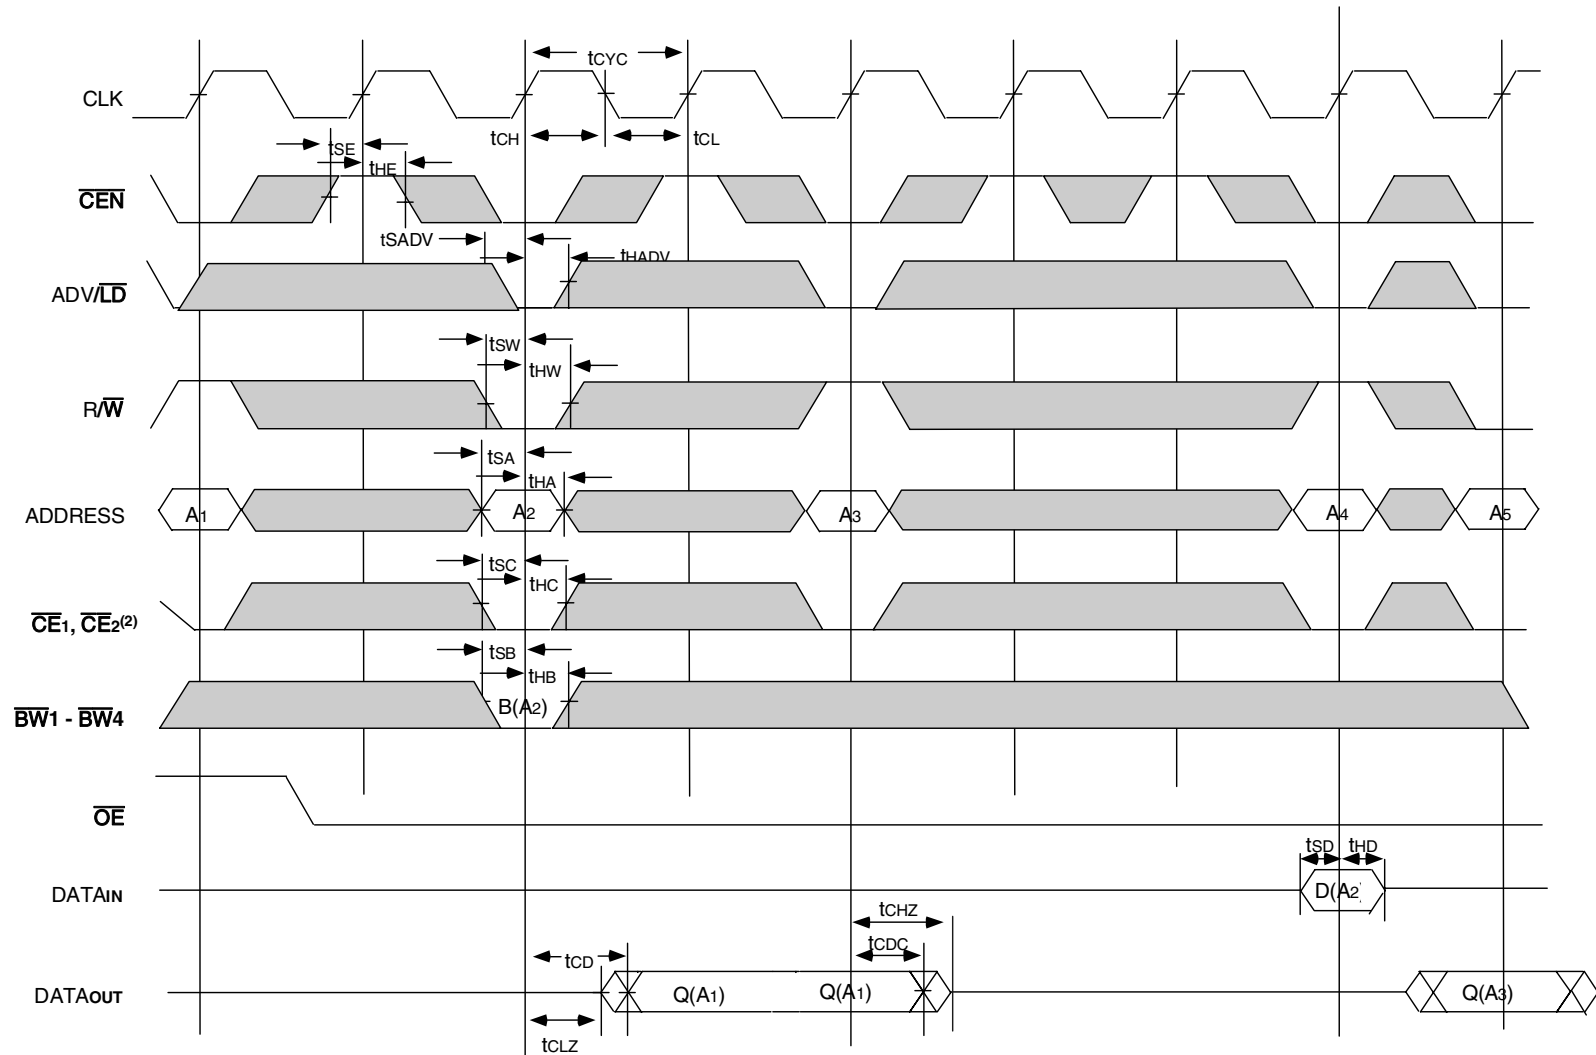 tCYC
CLK
tCH
tCL
tSE
tHE
CEN
tSADV
tHADV
ADV/LD
tSW
tHW
R/W
tSA
tHA
ADDRESS
A1
A2
A3
A4
A5
tSC
tHC
CE1, CE2(2)
tSB
tHB
B(A2)
BW1 - BW4
OE
tSD tHD
DATAIN
D(A2)
tCHZ
tCDC
tCD
DATAOUT
Q(A1)
Q(A1)
Q(A3)
tCLZ